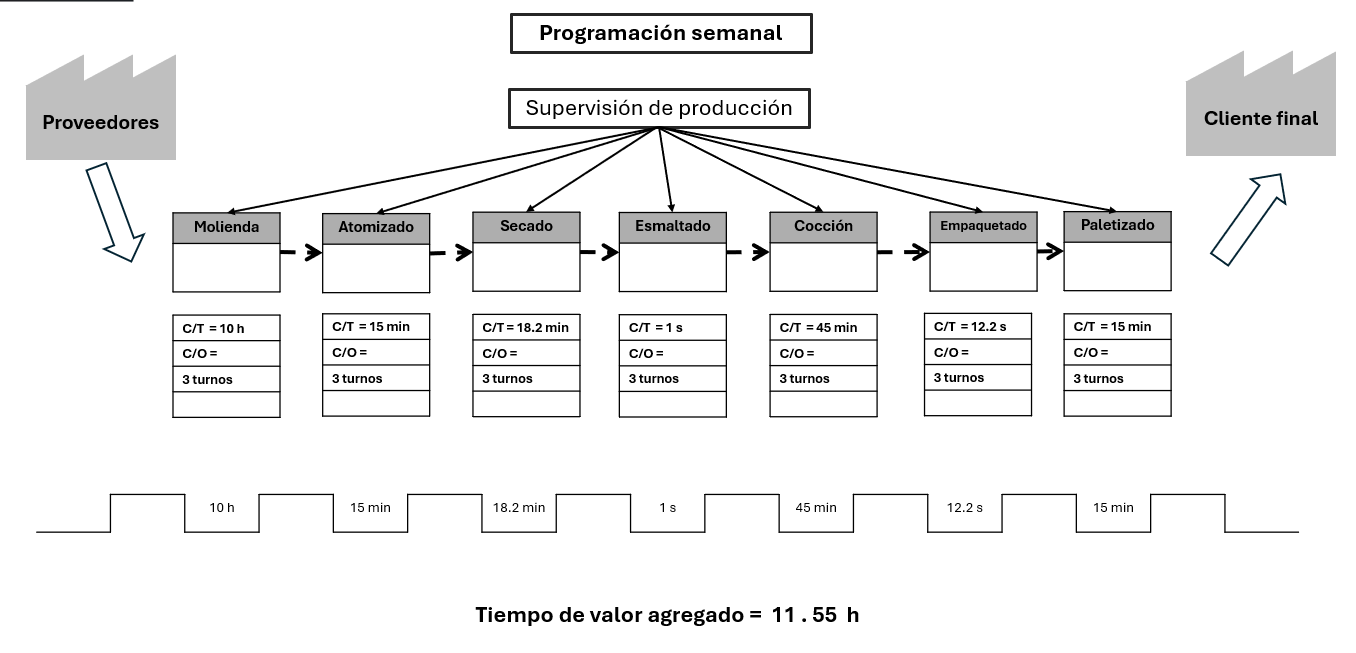 Programación semanal
Proveedores
Supervisión de producción
Cliente final
Molienda
Atomizado
Secado
Esmaltado
Cocción
Empaquetado
Paletizado
C/T = 10 h
C/O =
3 turnos
C/T = 15 min
C/O =
3 turnos
C/T = 18.2 min
C/O =
3 turnos
C/T = 1 s
C/O =
3 turnos
C/T = 45 min
C/O =
3 turnos
C/T = 12.2 s
C/O =
3 turnos
C/T = 15 min
C/O =
3 turnos
10 h
15 min
18.2 min
1 s
45 min
12.2 s
15 min
Tiempo de valor agregado = 11 . 55 h